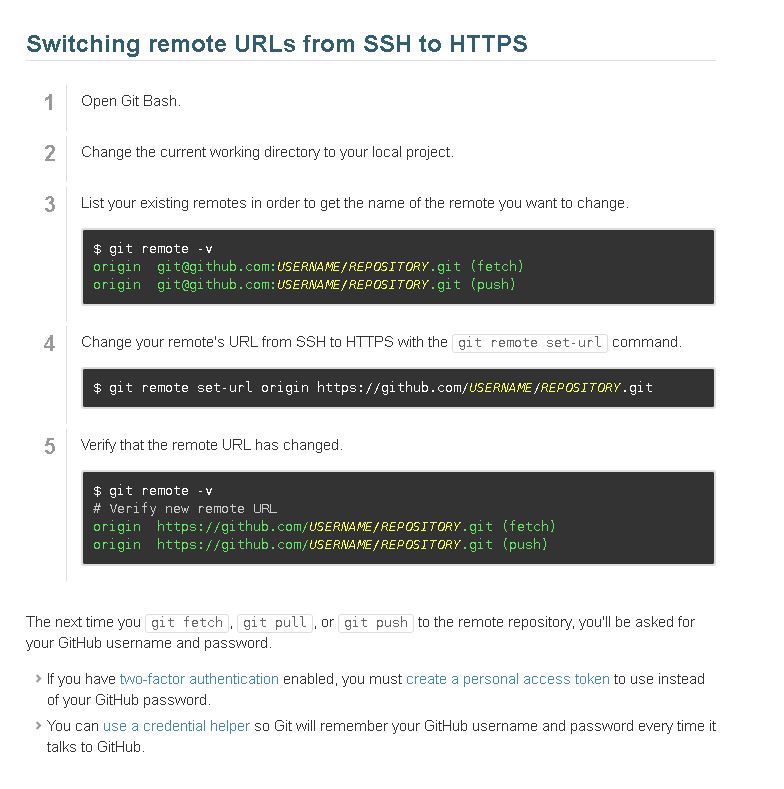 Switching remote URLs from SSH to HTTPS
1 Open Git Bash.
2 Change the current working directory to your local project.
3 List your existing remotes in order to get the name of the remote you want to change.
$ git remote -v
origin  git@github.com:USERNAME/REPOSITORY.git (fetch)
origin  git@github.com:USERNAME/REPOSITORY.git (push)
4 Change your remote's URL from SSH to HTTPS with the git remote set-url command.
$ git remote set-url origin https://github.com/USERNAME/REPOSITORY.git
5 Verify that the remote URL has changed.
$ git remote -v
# Verify new remote URL
origin  https://github.com/USERNAME/REPOSITORY.git (fetch)
origin  https://github.com/USERNAME/REPOSITORY.git (push)
The next time you git fetch, git pull, or git push to the remote repository, you'll be asked for
your GitHub username and password.
› If you have two-factor authentication enabled, you must create a personal access token to use instead
of your GitHub password.
› You can use a credential helper so Git will remember your GitHub username and password every time it
talks to GitHub.